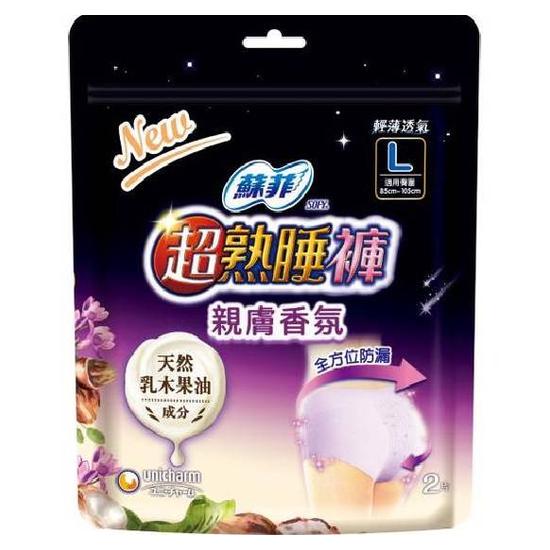 New
輕薄透氣
L
適用臀圍
85cm~105cm
蘇菲
SOFY.
超熟睡褲
親膚香氛
天然
乳木果油
成分
全方位防漏
unicharm
ユニ・チャーム
2片